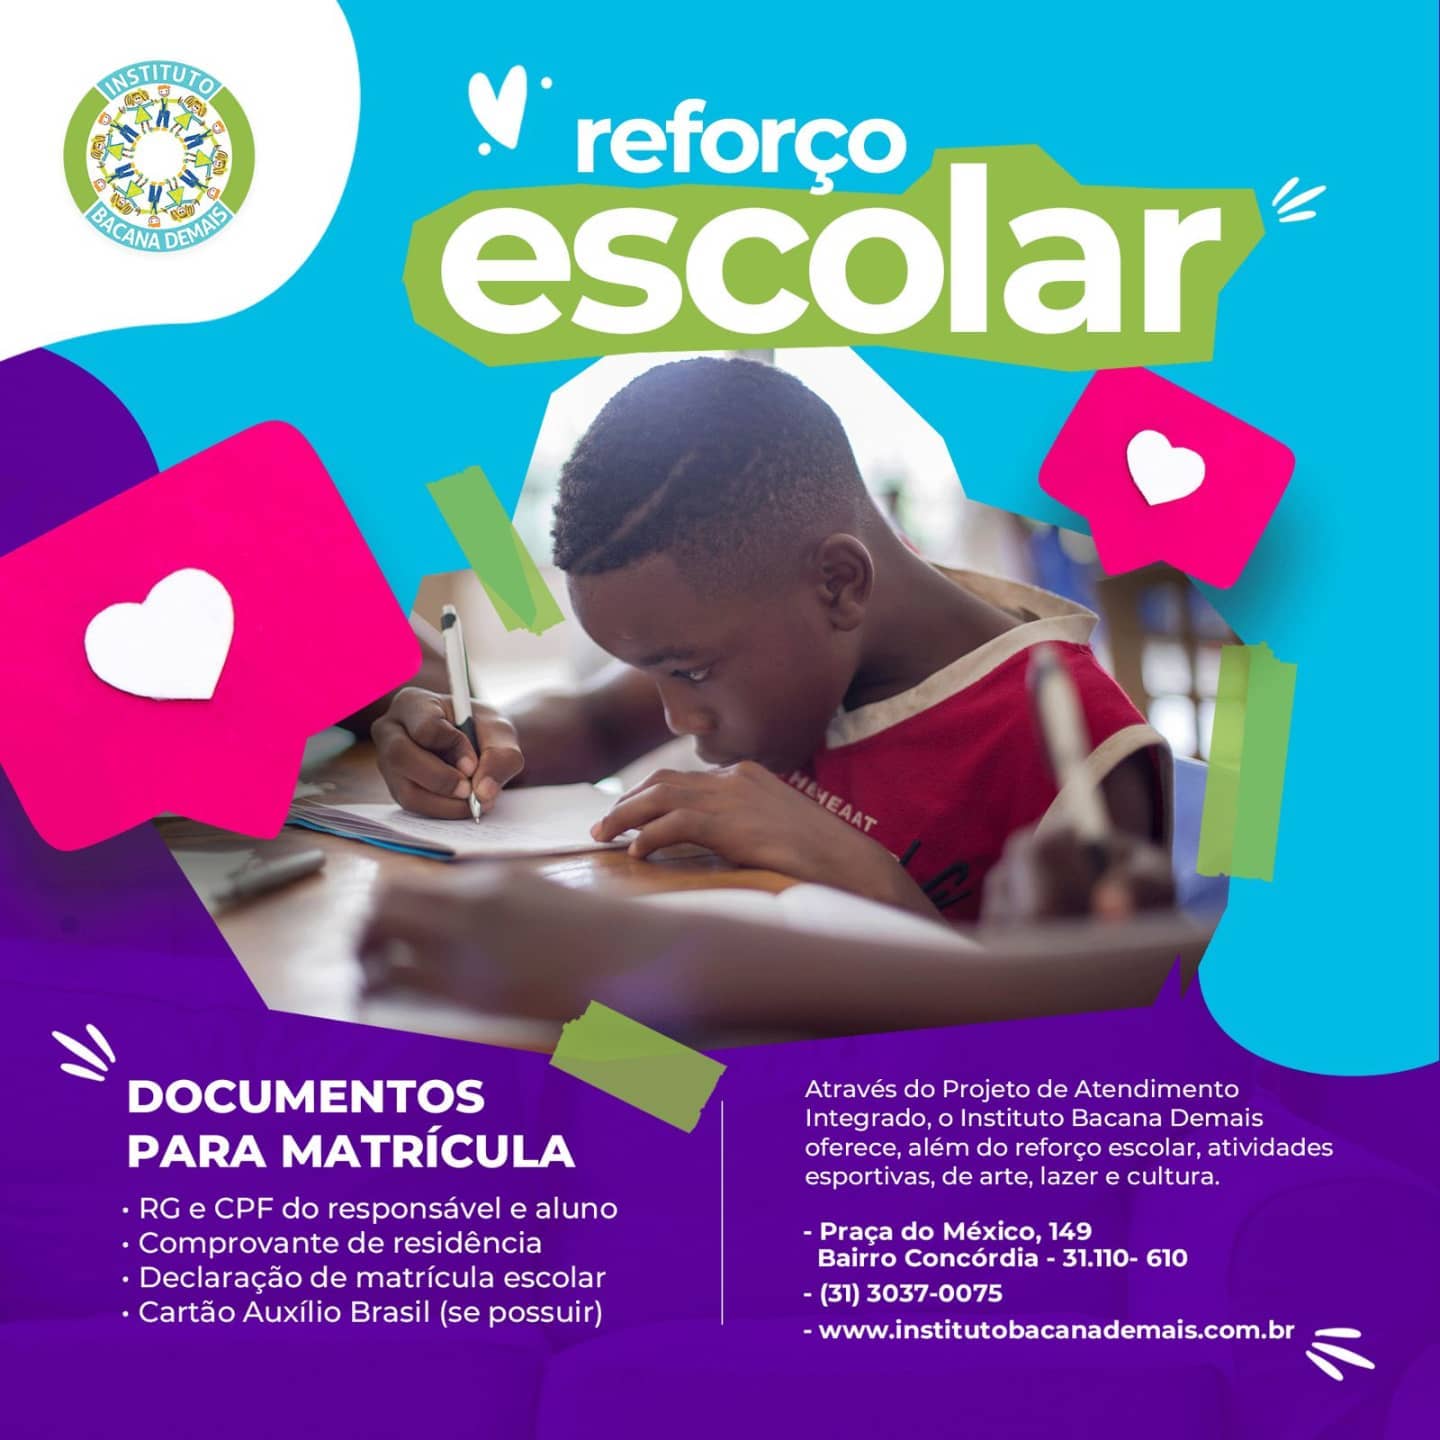 INSTITUTO
BACANA DEMAIS
reforço
escolar
DOCUMENTOS
PARA MATRÍCULA
• RG e CPF do responsável e aluno
• Comprovante de residência
• Declaração de matrícula escolar
• Cartão Auxílio Brasil (se possuir)
Através do Projeto de Atendimento
Integrado, o Instituto Bacana Demais
oferece, além do reforço escolar, atividades
esportivas, de arte, lazer e cultura.
- Praça do México, 149
Bairro Concórdia - 31.110- 610
- (31) 3037-0075
- www.institutobacanademais.com.br